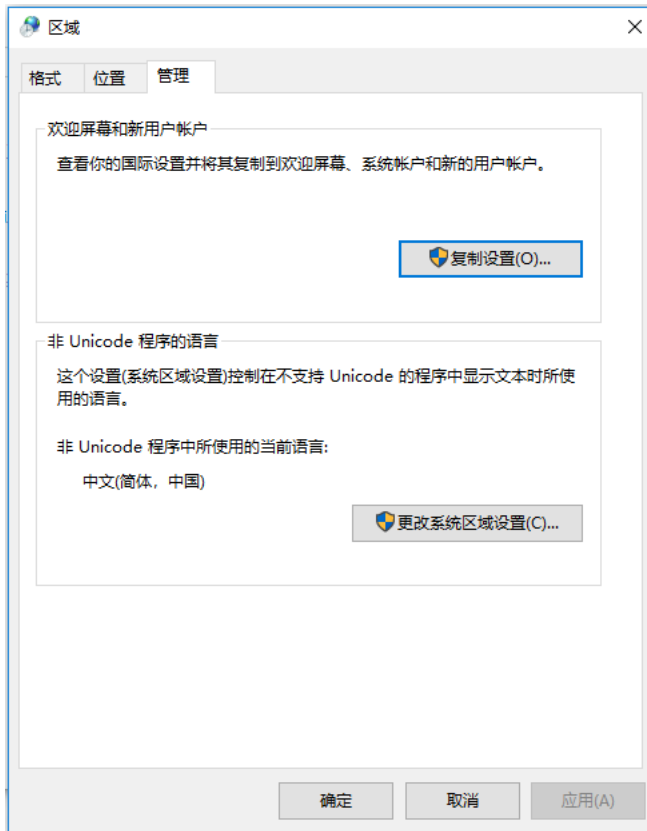 区域
格式 位置 管理
欢迎屏幕和新用户帐户
查看你的国际设置并将其复制到欢迎屏幕、系统帐户和新的用户帐户。
复制设置(O)...
非 Unicode 程序的语言
这个设置(系统区域设置)控制在不支持 Unicode 的程序中显示文本时所使
用的语言。
非 Unicode 程序中所使用的当前语言:
中文(简体，中国)
更改系统区域设置(C)...
确定 取消 应用(A)